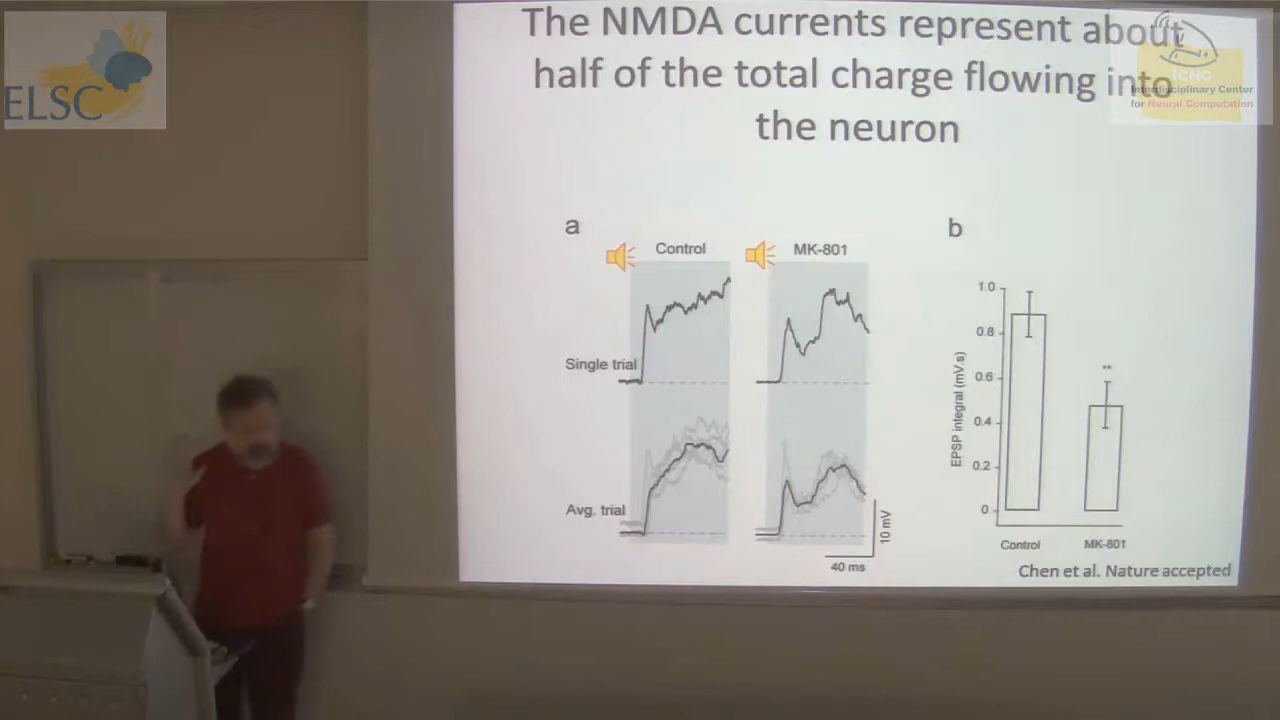 The NMDA currents represent about
half of the total charge flowing into
the neuron
ELSC
ICNC
Interdisciplinary Center
for Neural Computation
a
b
Control
MK-801
Single trial
Avg. trial
10 mV
40 ms
EPSP integral (mV.s)
1.0
0.8
0.6
0.4
0.2
0
**
Control
MK-801
Chen et al. Nature accepted